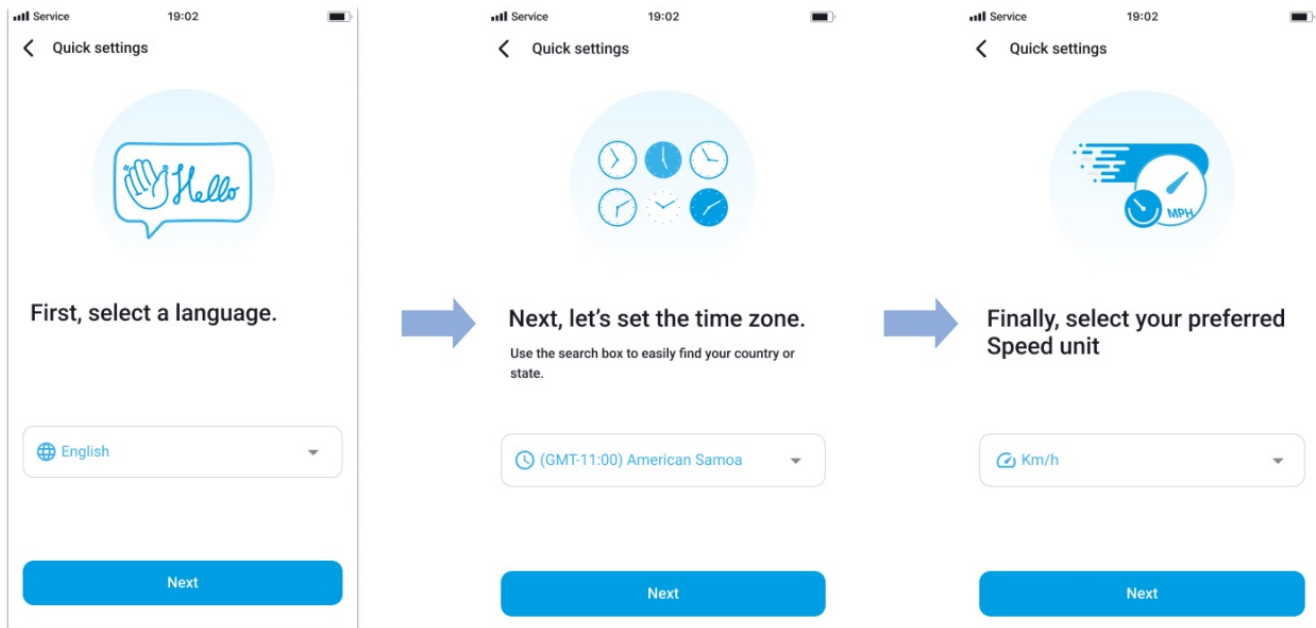 Service 19:02
Quick settings
Hello
First, select a language.
English
Next
Service 19:02
Quick settings
Next, let's set the time zone.
Use the search box to easily find your country or
state.
(GMT-11:00) American Samoa
Next
Service 19:02
Quick settings
MPH
Finally, select your preferred
Speed unit
Km/h
Next